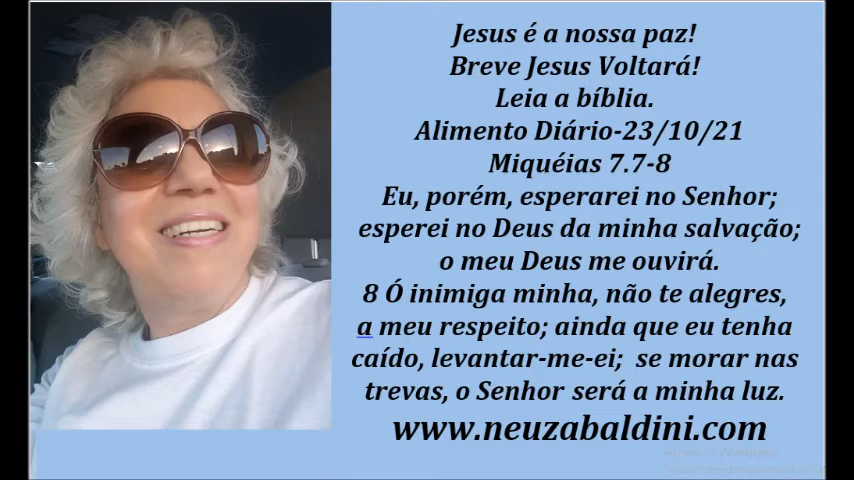 Jesus é a nossa paz!
Breve Jesus Voltará!
Leia a bíblia.
Alimento Diário-23/10/21
Miquéias 7.7-8
Eu, porém, esperarei no Senhor;
esperei no Deus da minha salvação;
o meu Deus me ouvirá.
8 Ó inimiga minha, não te alegres,
a meu respeito; ainda que eu tenha
caído, levantar-me-ei; se morar nas
trevas, o Senhor será a minha luz.
www.neuzabaldini.com